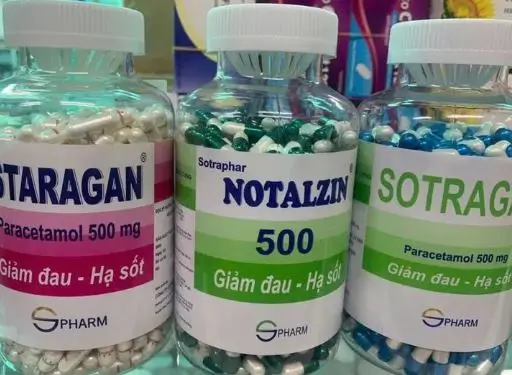 STARAGAN®
Paracetamol 500 mg
Giảm đau - Hạ sốt
SPHARM
Sotraphar
NOTALZIN®
500
Giảm đau - Hạ sốt
SPHARM
SOTRAGA
Paracetamol 500 mg
Giảm đau - Hạ sốt
SPHARM